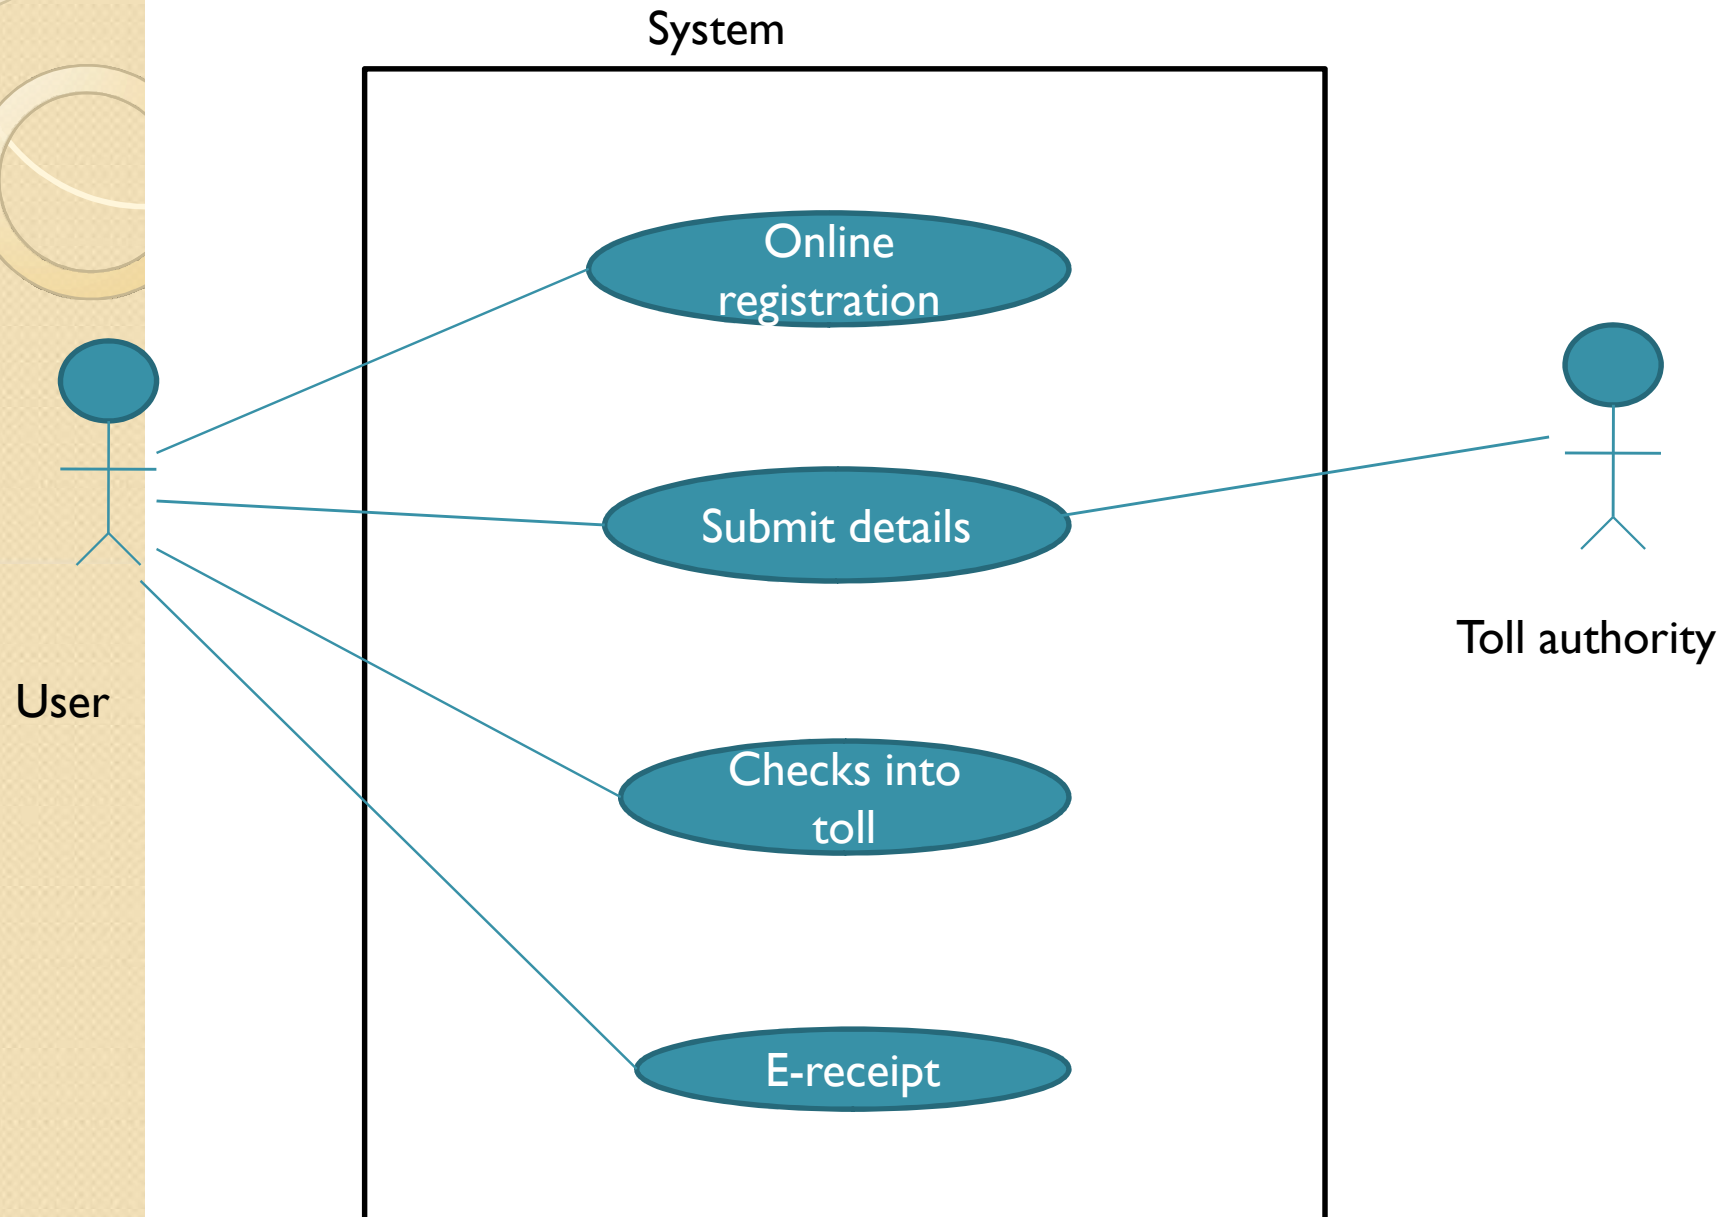 System
Online
registration
Submit details
Toll authority
User
Checks into
toll
E-receipt